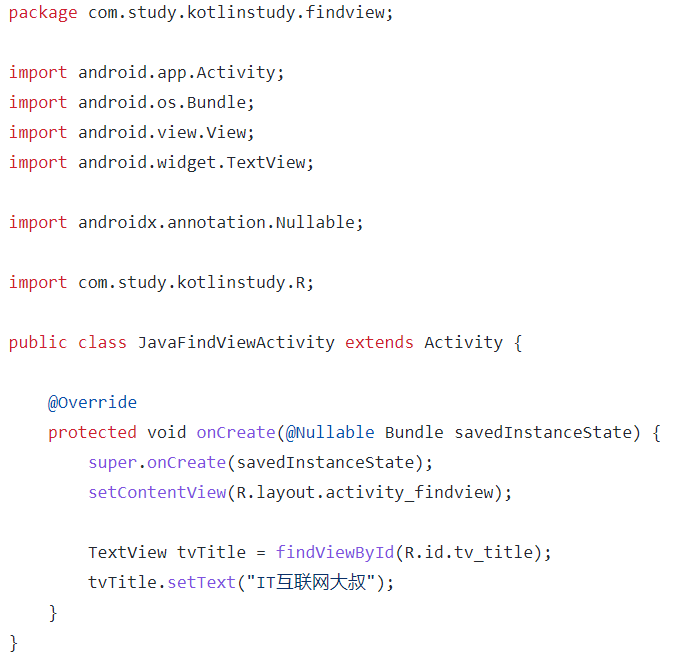 package com.study.kotlinstudy.findview;
import android.app.Activity;
import android.os.Bundle;
import android.view.View;
import android.widget.TextView;
import androidx.annotation.Nullable;
import com.study.kotlinstudy.R;
public class JavaFindViewActivity extends Activity {
    @Override
    protected void onCreate(@Nullable Bundle savedInstanceState) {
        super.onCreate(savedInstanceState);
        setContentView(R.layout.activity_findview);
        TextView tvTitle = findViewById(R.id.tv_title);
        tvTitle.setText("IT互联网大叔");
    }
}